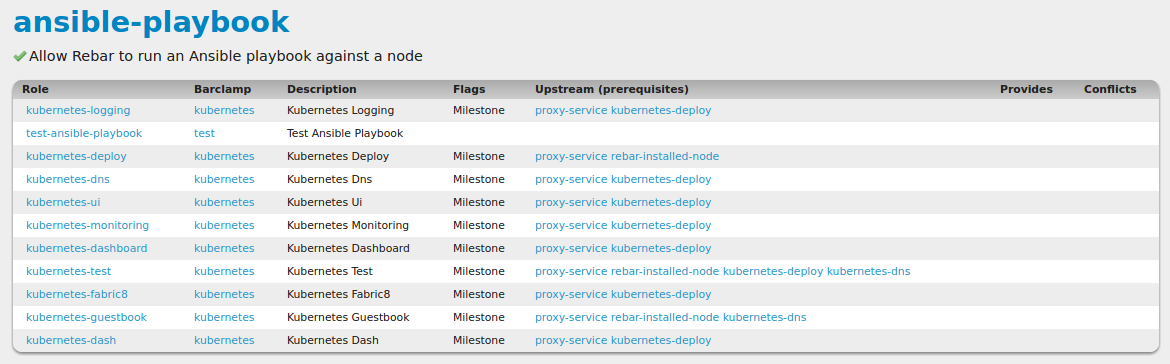 ansible-playbook
Allow Rebar to run an Ansible playbook against a node
Role Barclamp Description Flags Upstream (prerequisites) Provides Conflicts
kubernetes-logging kubernetes Kubernetes Logging Milestone proxy-service kubernetes-deploy
test-ansible-playbook test Test Ansible Playbook
kubernetes-deploy kubernetes Kubernetes Deploy Milestone proxy-service rebar-installed-node
kubernetes-dns kubernetes Kubernetes Dns Milestone proxy-service kubernetes-deploy
kubernetes-ui kubernetes Kubernetes Ui Milestone proxy-service kubernetes-deploy
kubernetes-monitoring kubernetes Kubernetes Monitoring Milestone proxy-service kubernetes-deploy
kubernetes-dashboard kubernetes Kubernetes Dashboard Milestone proxy-service kubernetes-deploy
kubernetes-test kubernetes Kubernetes Test Milestone proxy-service rebar-installed-node kubernetes-deploy kubernetes-dns
kubernetes-fabric8 kubernetes Kubernetes Fabric8 Milestone proxy-service kubernetes-deploy
kubernetes-guestbook kubernetes Kubernetes Guestbook Milestone proxy-service rebar-installed-node kubernetes-dns
kubernetes-dash kubernetes Kubernetes Dash Milestone proxy-service kubernetes-deploy